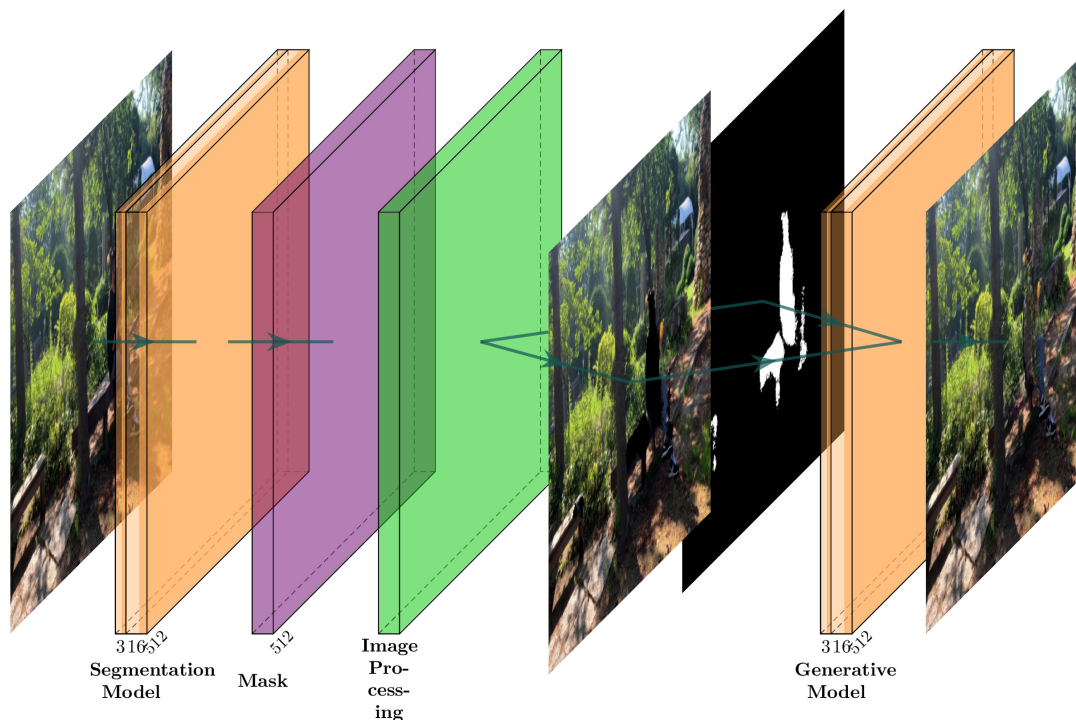 316 512
Segmentation
Model
512
Mask
Image
Pro-
cess-
ing
316 512
Generative
Model